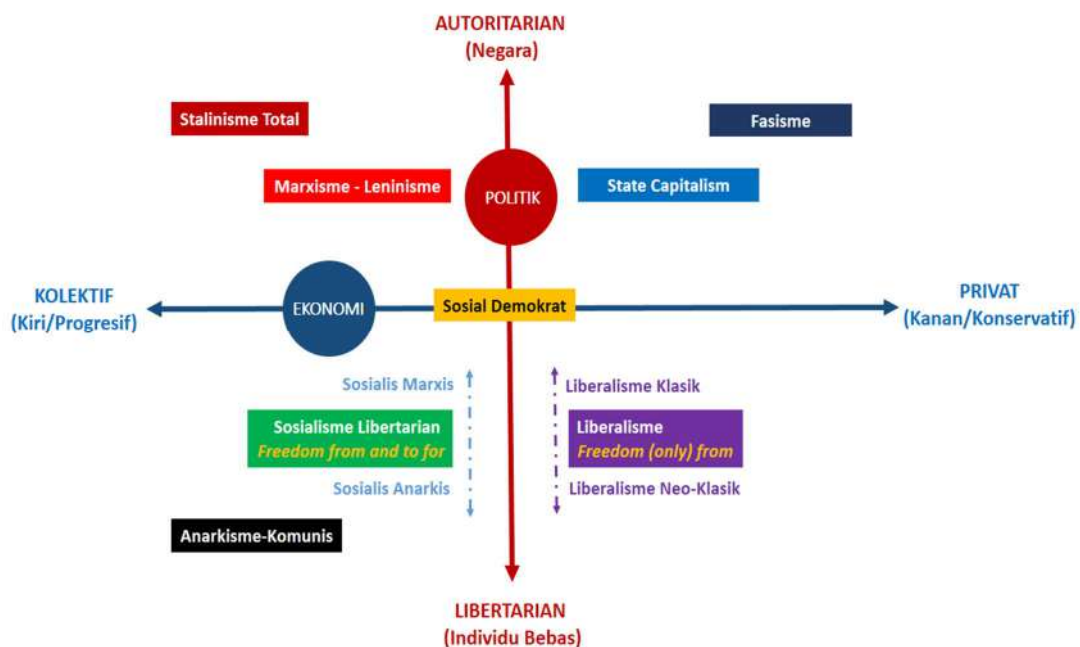 AUTORITARIAN
(Negara)
Stalinisme Total
Fasisme
Marxisme - Leninisme
POLITIK
State Capitalism
KOLEKTIF
(Kiri/Progresif)
EKONOMI
Sosial Demokrat
PRIVAT
(Kanan/Konservatif)
Sosialis Marxis
Liberalisme Klasik
Sosialisme Libertarian
Freedom from and to for
Liberalisme
Freedom (only) from
Sosialis Anarkis
Liberalisme Neo-Klasik
Anarkisme-Komunis
LIBERTARIAN
(Individu Bebas)